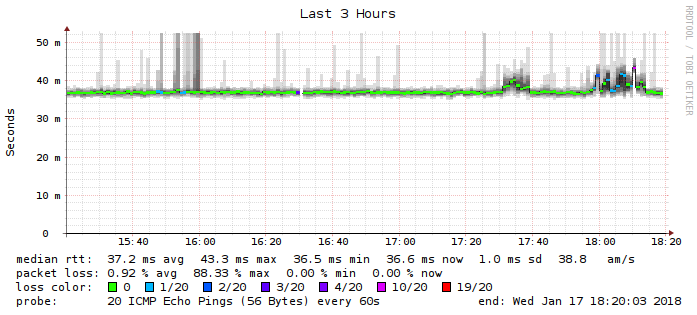 Last 3 Hours
RRDTOOL / TOBI OETIKER
Seconds
50 m
40 m
30 m
20 m
10 m
0
15:40 16:00 16:20 16:40 17:00 17:20 17:40 18:00 18:20
median rtt: 37.2 ms avg 43.3 ms max 36.5 ms min 36.6 ms now 1.0 ms sd 38.8 am/s
packet loss: 0.92 % avg 88.33 % max 0.00 % min 0.00 % now
loss color: 0 1/20 2/20 3/20 4/20 10/20 19/20
probe: 20 ICMP Echo Pings (56 Bytes) every 60s end: Wed Jan 17 18:20:03 2018